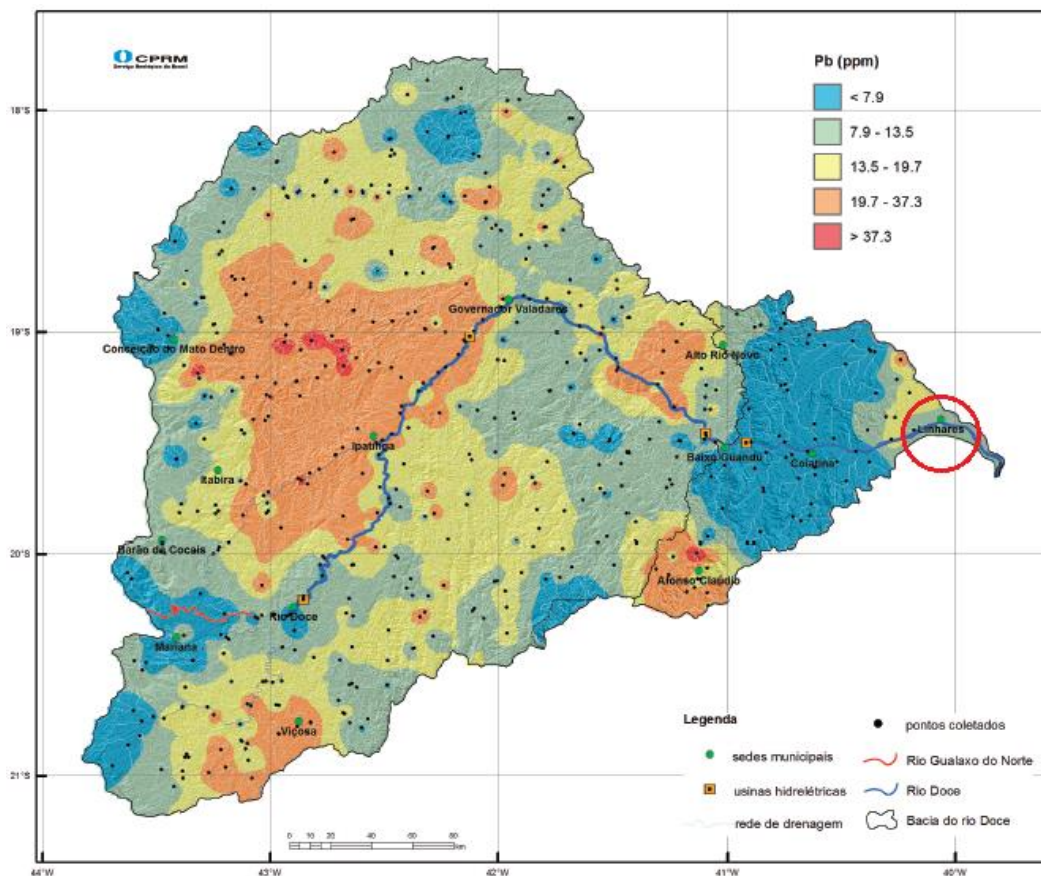 CPRM
Serviço Geológico do Brasil
Pb (ppm)
< 7.9
7.9 - 13.5
13.5 - 19.7
19.7 - 37.3
> 37.3
18°S
19°S
20°S
21°S
Governador Valadares
Conceição do Mato Dentro
Alto Rio Novo
Linhares
Ipatinga
Baixo Guandu
Colatina
Itabira
Barão de Cocais
Afonso Claudio
Rio Doce
Mariana
Viçosa
Legenda
sedes municipais
usinas hidrelétricas
rede de drenagem
pontos coletados
Rio Gualaxo do Norte
Rio Doce
Bacia do rio Doce
0 5 10 20 40 60 80
km
44°W
43°W
42°W
41°W
40°W